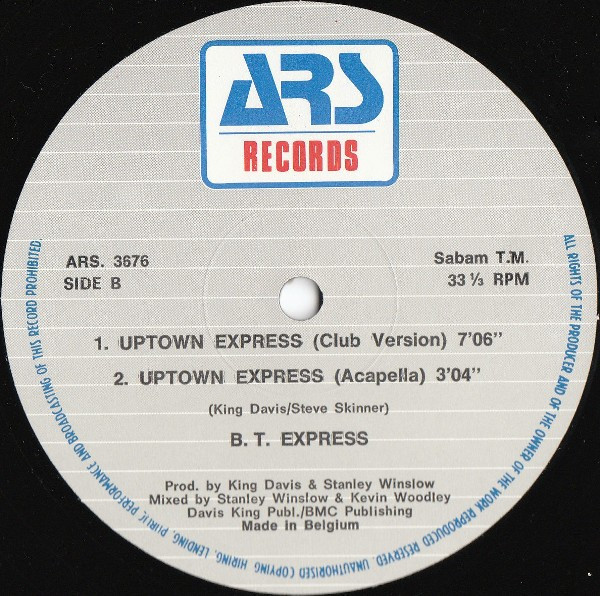 ARS
RECORDS
ARS. 3676
SIDE B
Sabam T.M.
33 ⅓ RPM
1. UPTOWN EXPRESS (Club Version) 7'06"
2. UPTOWN EXPRESS (Acapella) 3'04"
(King Davis/Steve Skinner)
B. T. EXPRESS
Prod. by King Davis & Stanley Winslow
Mixed by Stanley Winslow & Kevin Woodley
Davis King Publ./BMC Publishing
Made in Belgium
ALL RIGHTS OF THE PRODUCER AND OF THE OWNER OF THE WORK REPRODUCED RESERVED. UNAUTHORISED COPYING, HIRING, LENDING, PUBLIC PERFORMANCE AND BROADCASTING OF THIS RECORD PROHIBITED.